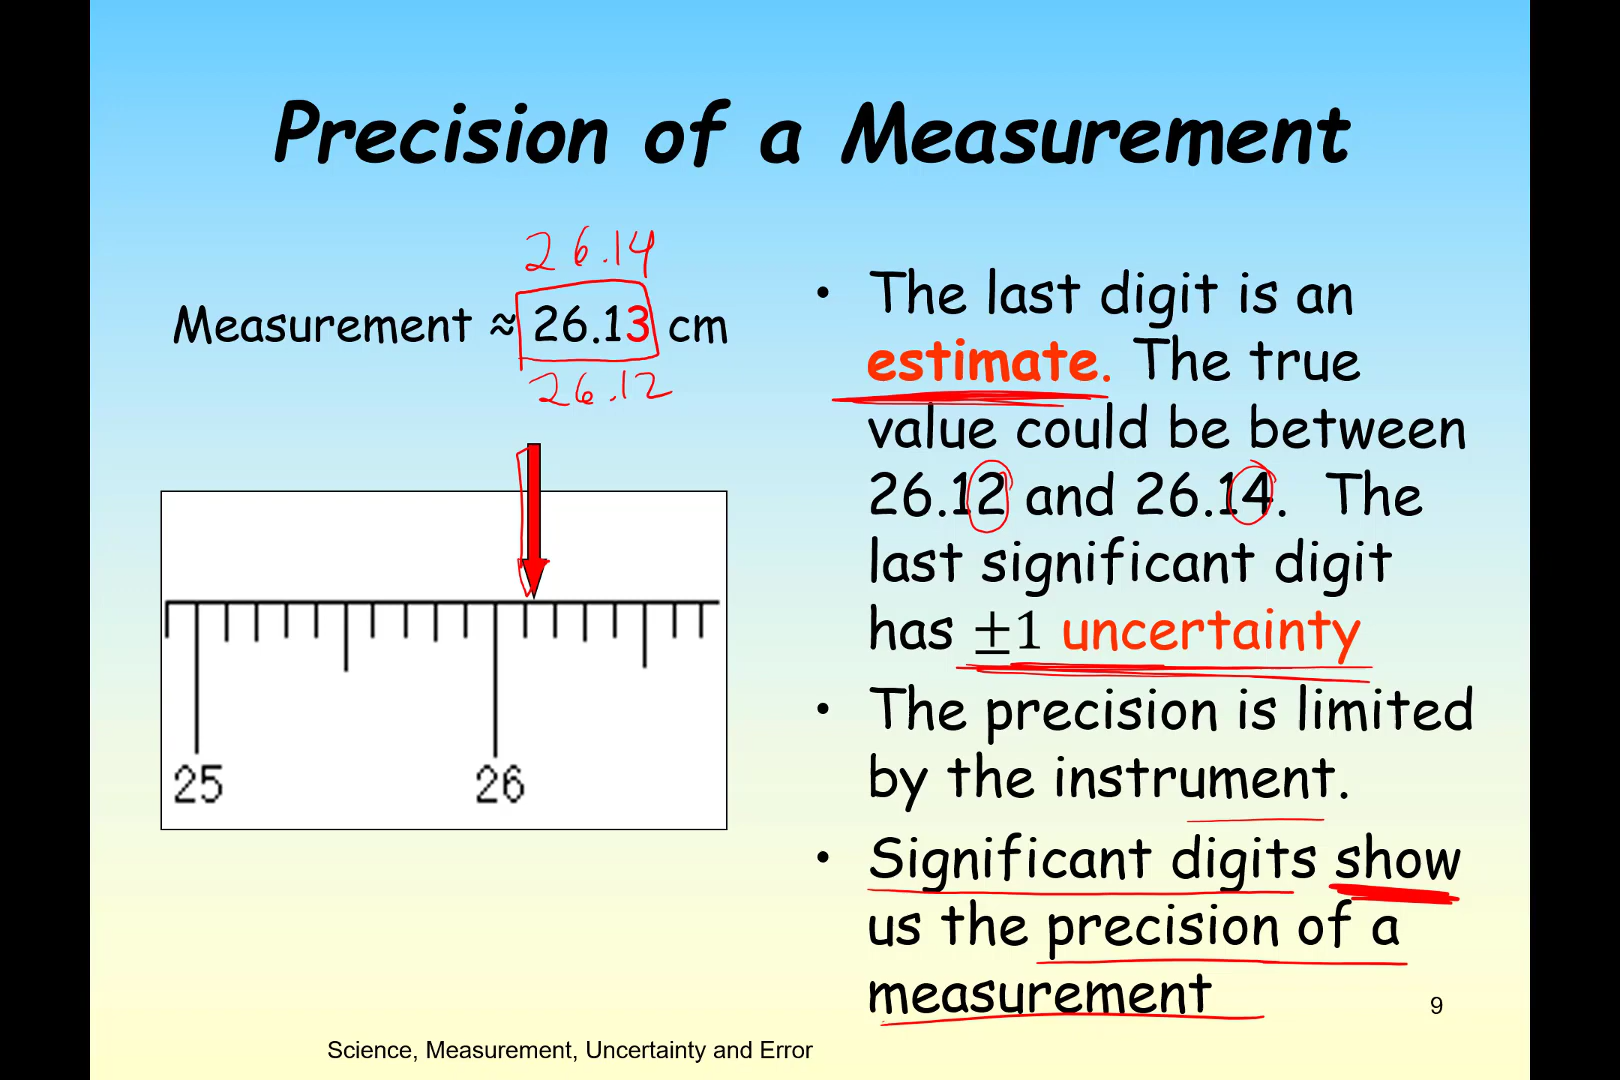 Precision of a Measurement
26.14
Measurement ≈ 26.13 cm
26.12
25 26
• The last digit is an
estimate. The true
value could be between
26.12 and 26.14. The
last significant digit
has ±1 uncertainty
• The precision is limited
by the instrument.
• Significant digits show
us the precision of a
measurement
9
Science, Measurement, Uncertainty and Error